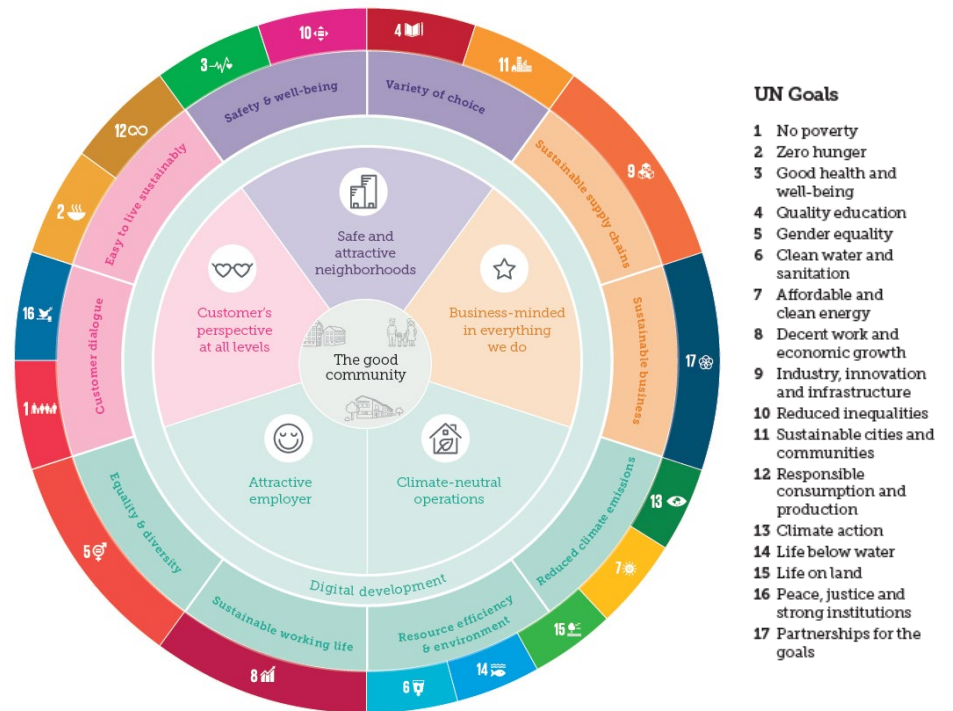 10
4
3
11
Safety & well-being
Variety of choice
12
9
Easy to live sustainably
Sustainable supply chains
2
Safe and
attractive
neighborhoods
Customer's
perspective
at all levels
Business-minded
in everything
we do
16
Customer dialogue
The good
community
Sustainable business
17
1
Attractive
employer
Climate-neutral
operations
Equality & diversity
Reduced climate emissions
13
5
Digital development
7
Sustainable working life
Resource efficiency
& environment
15
8
6
14
UN Goals
1 No poverty
2 Zero hunger
3 Good health and
well-being
4 Quality education
5 Gender equality
6 Clean water and
sanitation
7 Affordable and
clean energy
8 Decent work and
economic growth
9 Industry, innovation
and infrastructure
10 Reduced inequalities
11 Sustainable cities and
communities
12 Responsible
consumption and
production
13 Climate action
14 Life below water
15 Life on land
16 Peace, justice and
strong institutions
17 Partnerships for the
goals